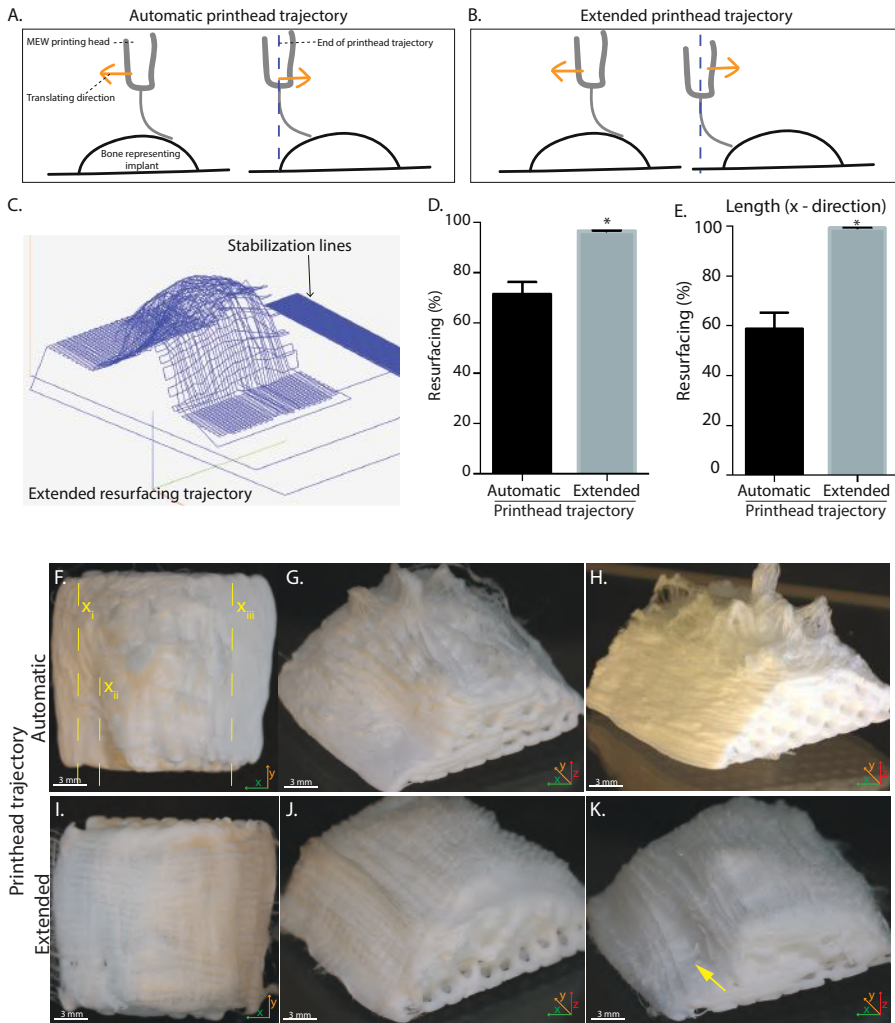 A.
Automatic printhead trajectory
MEW printing head
End of printhead trajectory
Translating direction
Bone representing
implant
B.
Extended printhead trajectory
C.
Stabilization lines
Extended resurfacing trajectory
D.
*
Resurfacing (%)
100
80
60
40
20
0
Automatic
Extended
Printhead trajectory
E.
Length (x - direction)
*
Resurfacing (%)
100
80
60
40
20
0
Automatic
Extended
Printhead trajectory
Printhead trajectory
Automatic
F.
xi
xii
xiii
3 mm
x
y
G.
3 mm
x
y
z
H.
3 mm
x
y
z
Extended
I.
3 mm
x
y
J.
3 mm
x
y
z
K.
3 mm
x
y
z